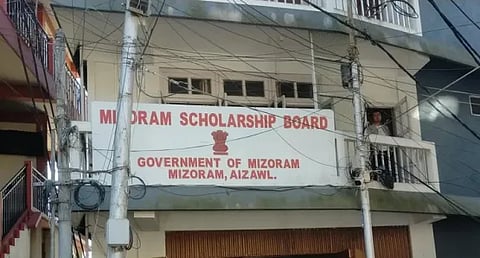 MIZORAM SCHOLARSHIP BOARD
GOVERNMENT OF MIZORAM
MIZORAM, AIZAWL.